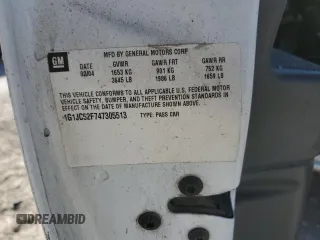 GM
MFD BY GENERAL MOTORS CORP
DATE GVWR GAWR FRT GAWR RR
03/04 1653 KG 901 KG 752 KG
3645 LB 1986 LB 1659 LB
THIS VEHICLE CONFORMS TO ALL APPLICABLE U.S. FEDERAL MOTOR
VEHICLE SAFETY, BUMPER, AND THEFT PREVENTION STANDARDS
IN EFFECT ON THE DATE OF MANUFACTURE SHOWN ABOVE.
1G1JC52F747305513 TYPE: PASS CAR
DREAMBID